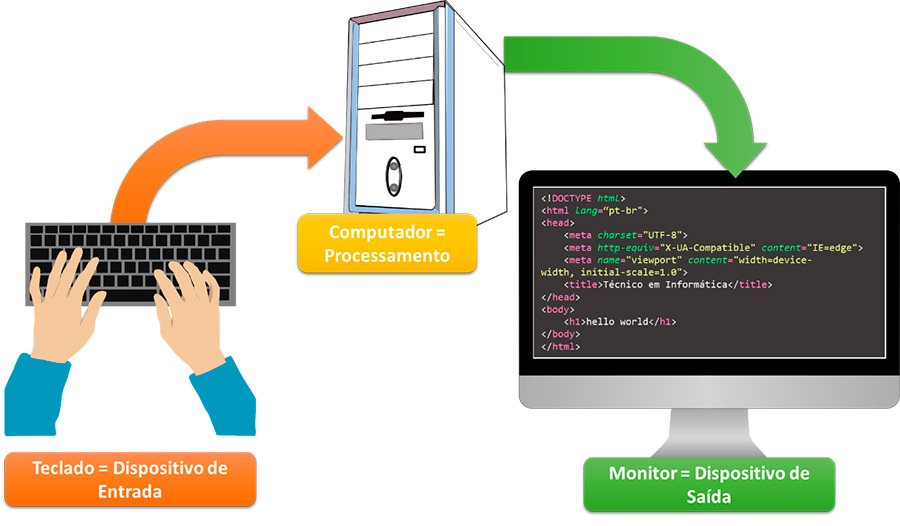 Computador =
Processamento
<!DOCTYPE html>
<html lang="pt-br">
<head>
<meta charset="UTF-8">
<meta http-equiv="X-UA-Compatible" content="IE=edge">
<meta name="viewport" content="width=device-
width, initial-scale=1.0">
<title>Técnico em Informática</title>
</head>
<body>
<h1>hello world</h1>
</body>
</html>
Teclado = Dispositivo de
Entrada
Monitor = Dispositivo de
Saída